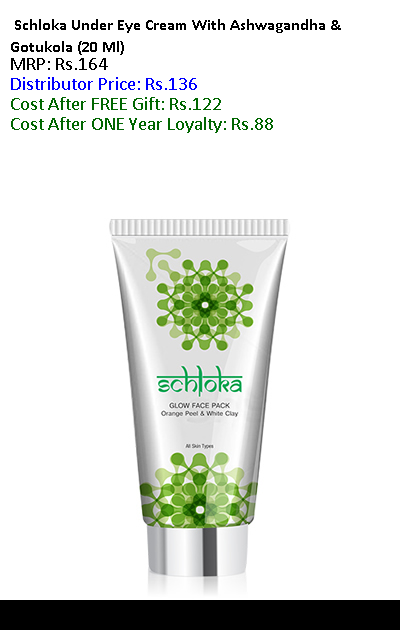 Schloka Under Eye Cream With Ashwagandha &
Gotukola (20 Ml)
MRP: Rs.164
Distributor Price: Rs.136
Cost After FREE Gift: Rs.122
Cost After ONE Year Loyalty: Rs.88
schloka
GLOW FACE PACK
Orange Peel & White Clay
All Skin Types